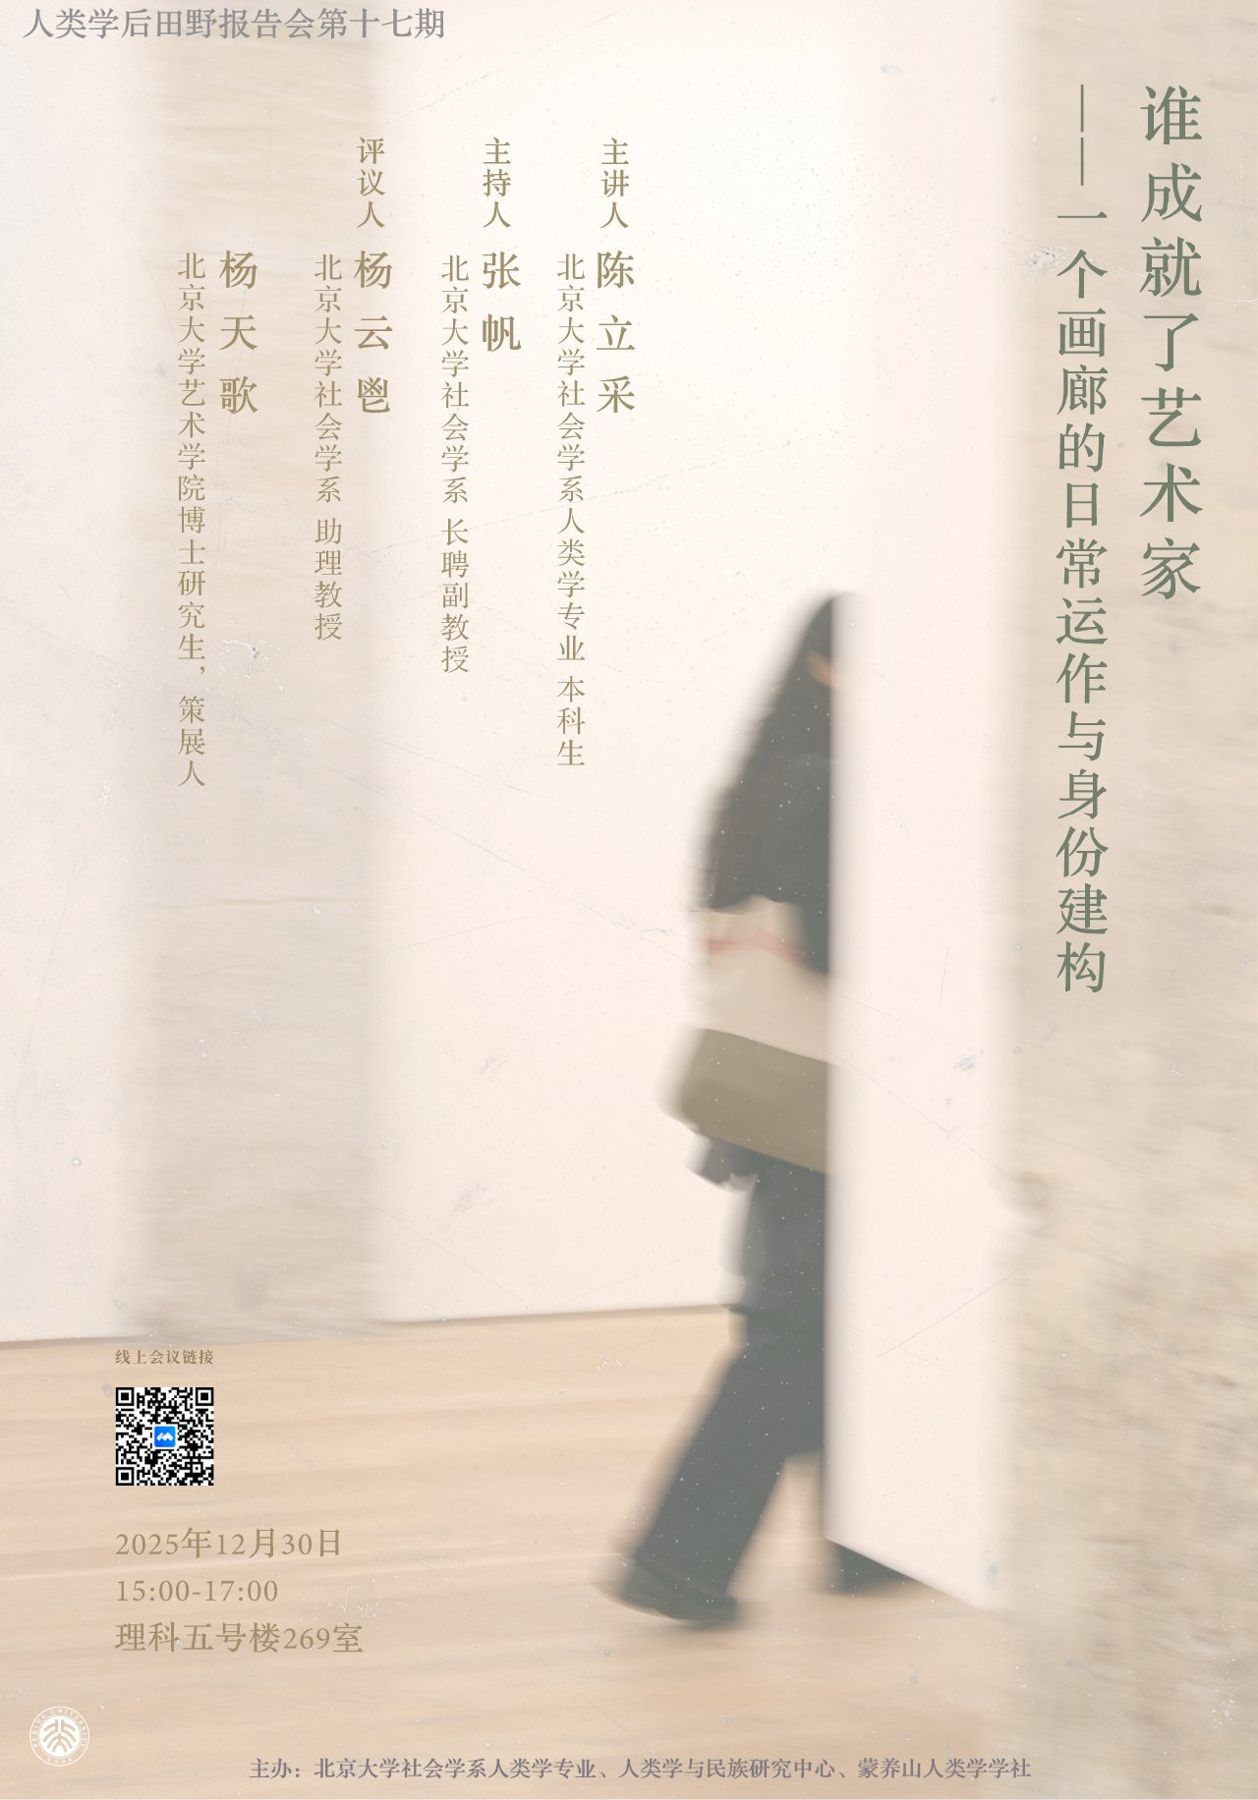 人类学后田野报告会第十七期
谁成就了艺术家
——一个画廊的日常运作与身份建构
主讲人 陈立采
北京大学社会学系人类学专业 本科生
主持人 张帆
北京大学社会学系 长聘副教授
评议人 杨云鬯
北京大学社会学系 助理教授
杨天歌
北京大学艺术学院博士研究生，策展人
线上会议链接
2025年12月30日
15:00-17:00
理科五号楼269室
PEKING UNIVERSITY
1898
主办：北京大学社会学系人类学专业、人类学与民族研究中心、蒙养山人类学学社